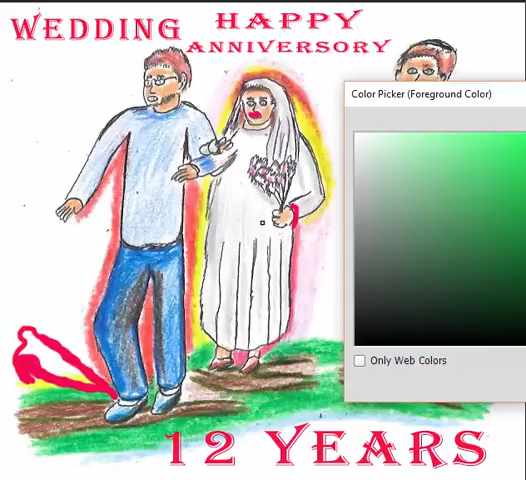 WEDDING HAPPY
ANNIVERSORY
Color Picker (Foreground Color)
Only Web Colors
12 YEARS